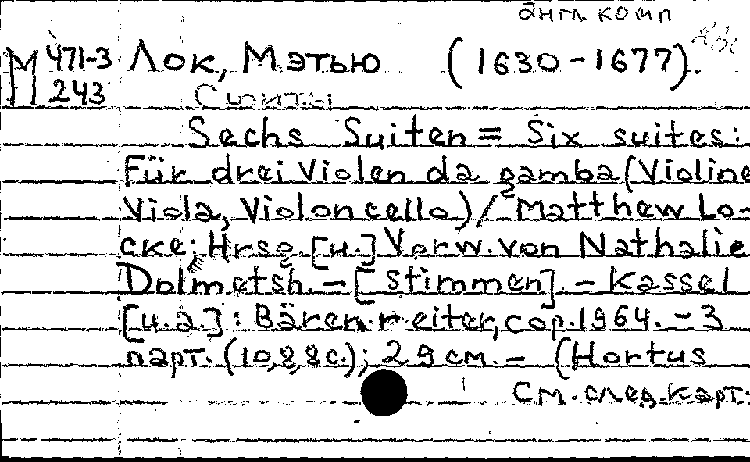 англ. комп
М 471-3 Лок, Мэтью (1630-1677).
243 Сюиты
Sechs Suiten = Six suites:
Für drei Violen da gamba (Violine
Viola, Violoncello) / Matthew Lo-
cke; Hrsg. [u.] Vorw. von Nathalie
Dolmetsh. - [Stimmen]. - Kassel
[u.a.]: Bärenreiter, cop. 1964. - 3
парт. (10,8,8 с.); 29 см. - (Hortus
См. след. карт.